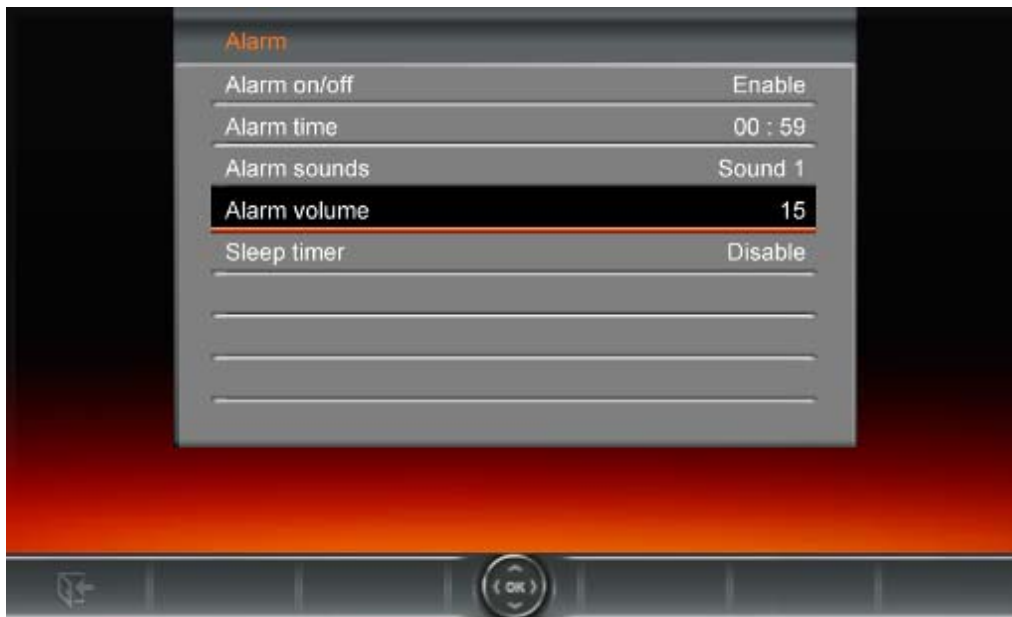 Alarm
Alarm on/off Enable
Alarm time 00 : 59
Alarm sounds Sound 1
Alarm volume 15
Sleep timer Disable
OK